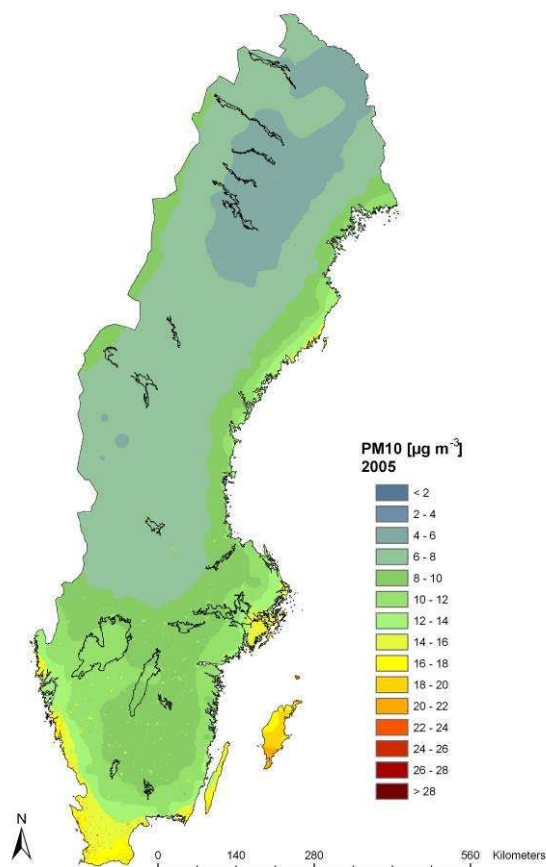 PM10 [µg m⁻³]
2005
< 2
2 - 4
4 - 6
6 - 8
8 - 10
10 - 12
12 - 14
14 - 16
16 - 18
18 - 20
20 - 22
22 - 24
24 - 26
26 - 28
> 28
N
0 140 280 560 Kilometers